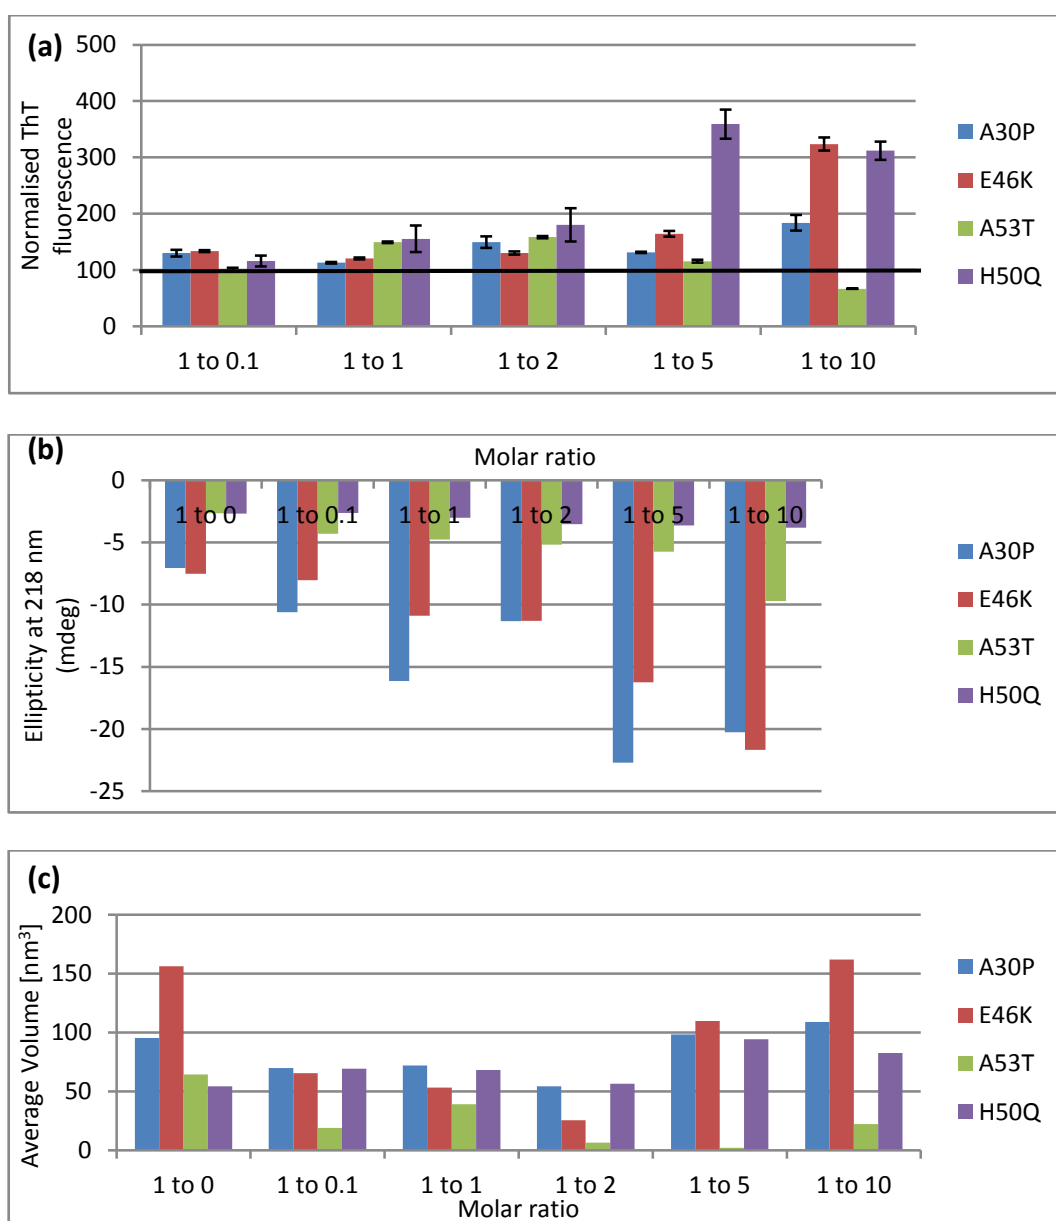 (a)
Normalised ThT
fluorescence
500
400
300
200
100
0
1 to 0.1
1 to 1
1 to 2
1 to 5
1 to 10
A30P
E46K
A53T
H50Q
(b)
Molar ratio
Ellipticity at 218 nm
(mdeg)
0
-5
-10
-15
-20
-25
1 to 0
1 to 0.1
1 to 1
1 to 2
1 to 5
1 to 10
A30P
E46K
A53T
H50Q
(c)
Average Volume [nm³]
200
150
100
50
0
1 to 0
1 to 0.1
1 to 1
1 to 2
1 to 5
1 to 10
Molar ratio
A30P
E46K
A53T
H50Q